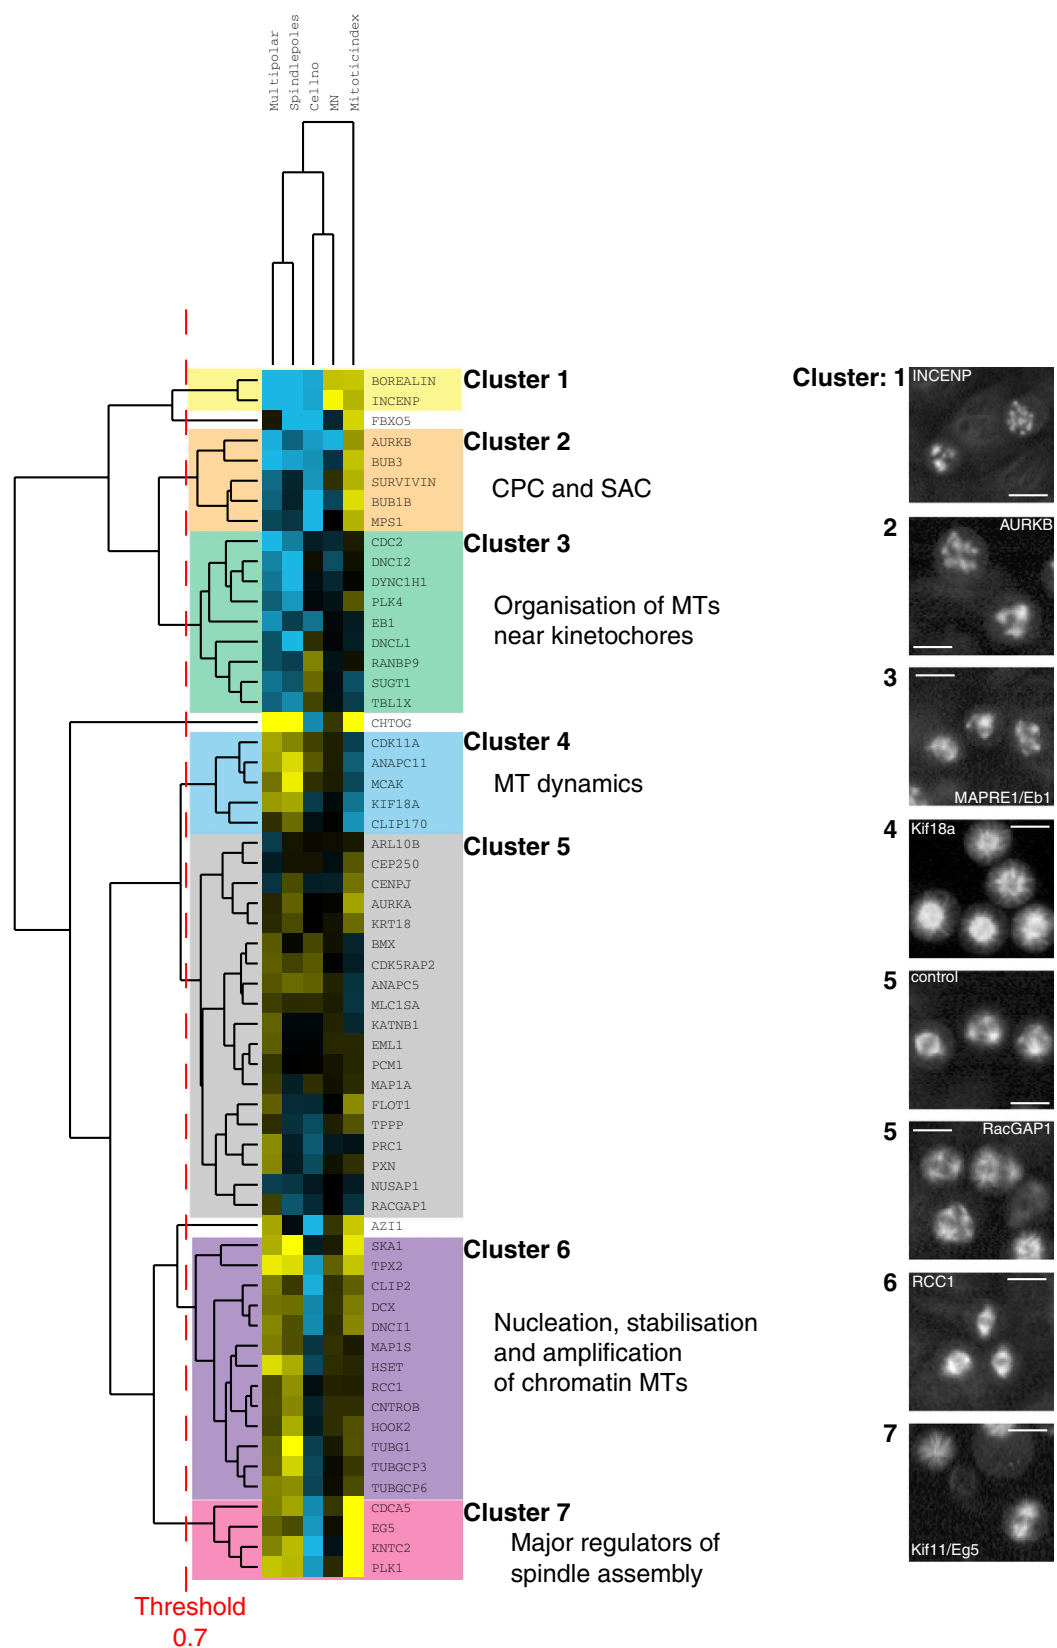 Multipolar
Spindlepoles
Cellno
MN
Mitoticindex
BOREALIN
INCENP
FBXO5
AURKB
BUB3
SURVIVIN
BUB1B
MPS1
CDC2
DNCI2
DYNC1H1
PLK4
EB1
DNCL1
RANBP9
SUGT1
TBL1X
CHTOG
CDK11A
ANAPC11
MCAK
KIF18A
CLIP170
ARL10B
CEP250
CENPJ
AURKA
KRT18
BMX
CDK5RAP2
ANAPC5
MLC1SA
KATNB1
EML1
PCM1
MAP1A
FLOT1
TPPP
PRC1
PXN
NUSAP1
RACGAP1
AZI1
SKA1
TPX2
CLIP2
DCX
DNCI1
MAP1S
HSET
RCC1
CNTROB
HOOK2
TUBG1
TUBGCP3
TUBGCP6
CDCA5
EG5
KNTC2
PLK1
Cluster 1
Cluster 2
CPC and SAC
Cluster 3
Organisation of MTs
near kinetochores
Cluster 4
MT dynamics
Cluster 5
Cluster 6
Nucleation, stabilisation
and amplification
of chromatin MTs
Cluster 7
Major regulators of
spindle assembly
Threshold
0.7
Cluster: 1 INCENP
2 AURKB
3
MAPRE1/Eb1
4 Kif18a
5 control
5 RacGAP1
6 RCC1
7
Kif11/Eg5